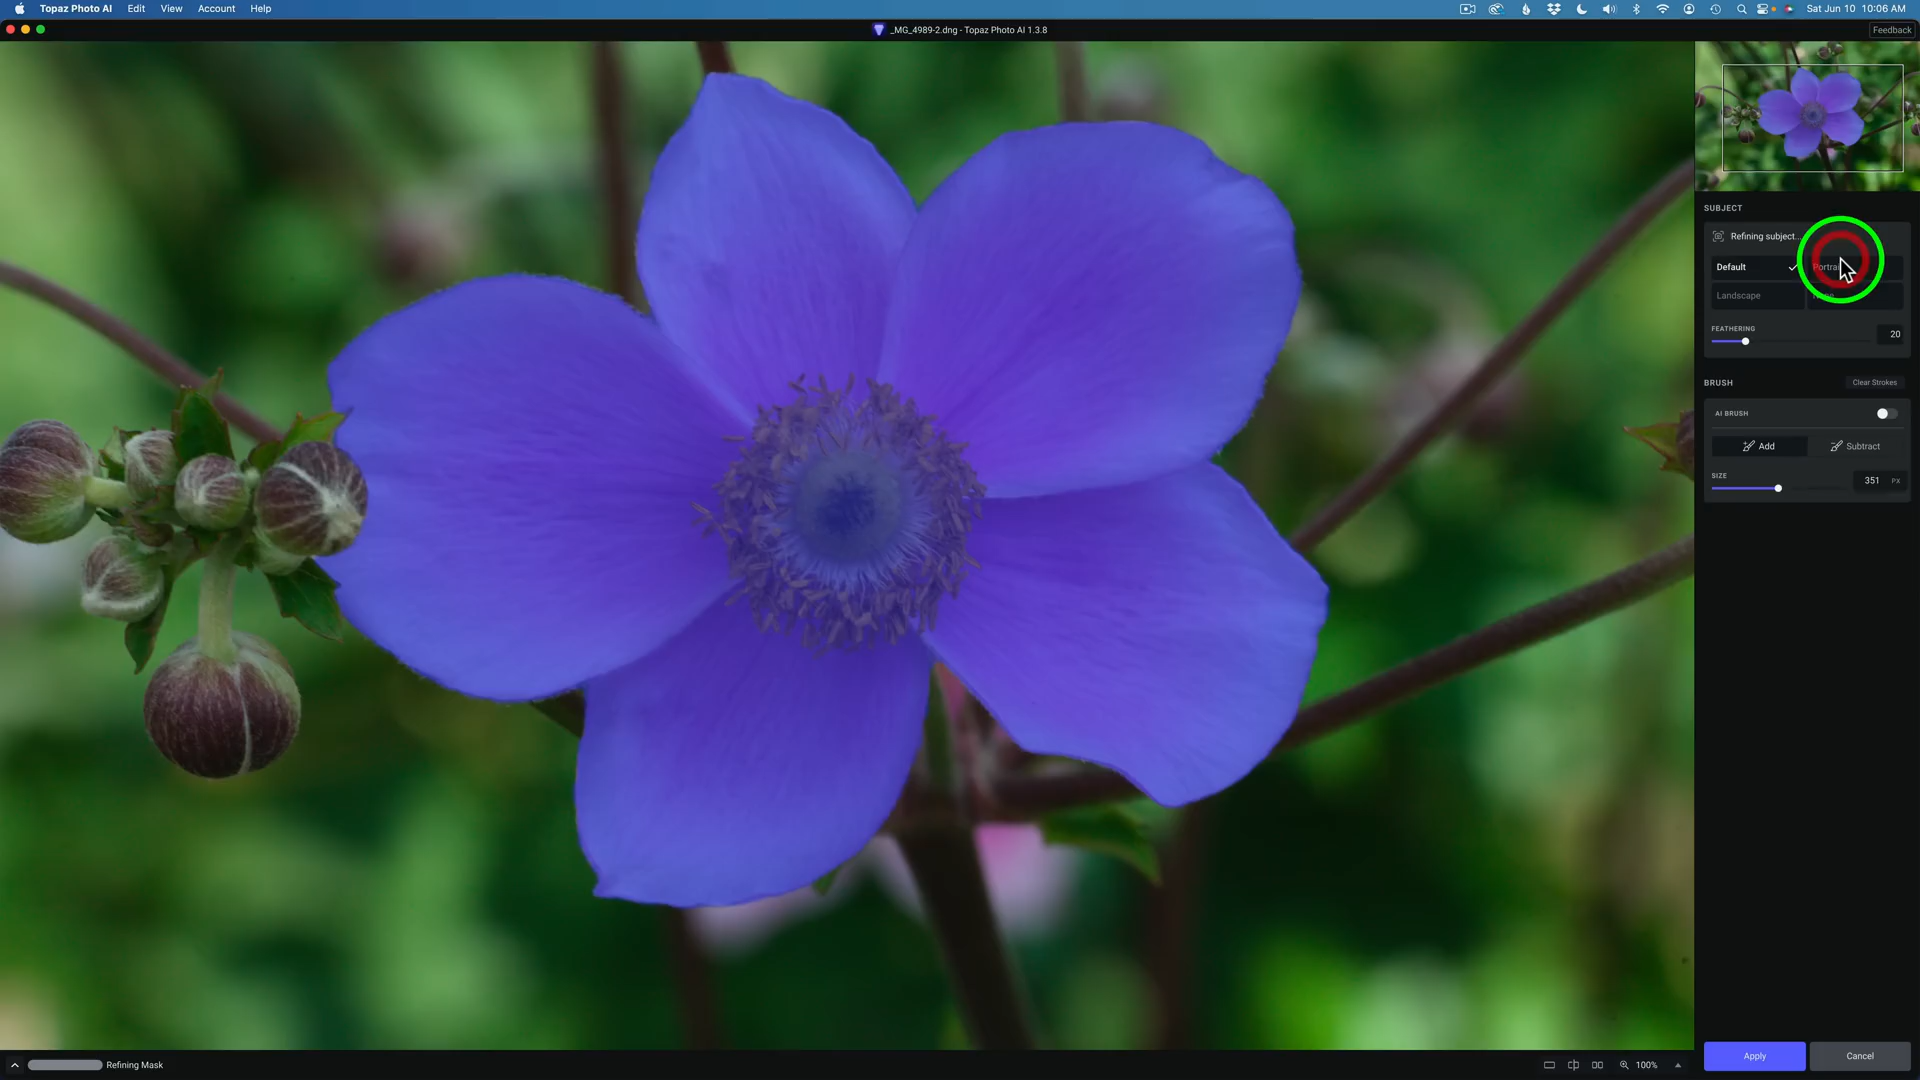 Topaz Photo AI Edit View Account Help Sat Jun 10 10:06 AM
_MG_4989-2.dng - Topaz Photo AI 1.3.8
Feedback
SUBJECT
Refining subject...
Default
Landscape
FEATHERING
20
BRUSH Clear Strokes
AI BRUSH
Add Subtract
SIZE
351 PX
Refining Mask 100%
Apply Cancel